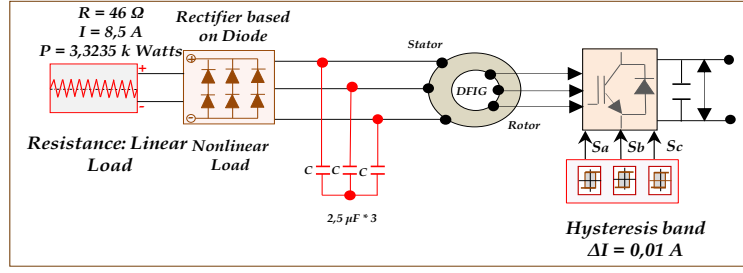 R = 46 Ω
I = 8,5 A
P = 3,3235 k Watts
+
-
Resistance: Linear
Load
Rectifier based
on Diode
+
−
Nonlinear
Load
C
C
C
2,5 μF * 3
Stator
DFIG
Rotor
Sa
Sb
Sc
Hysteresis band
ΔI = 0,01 A